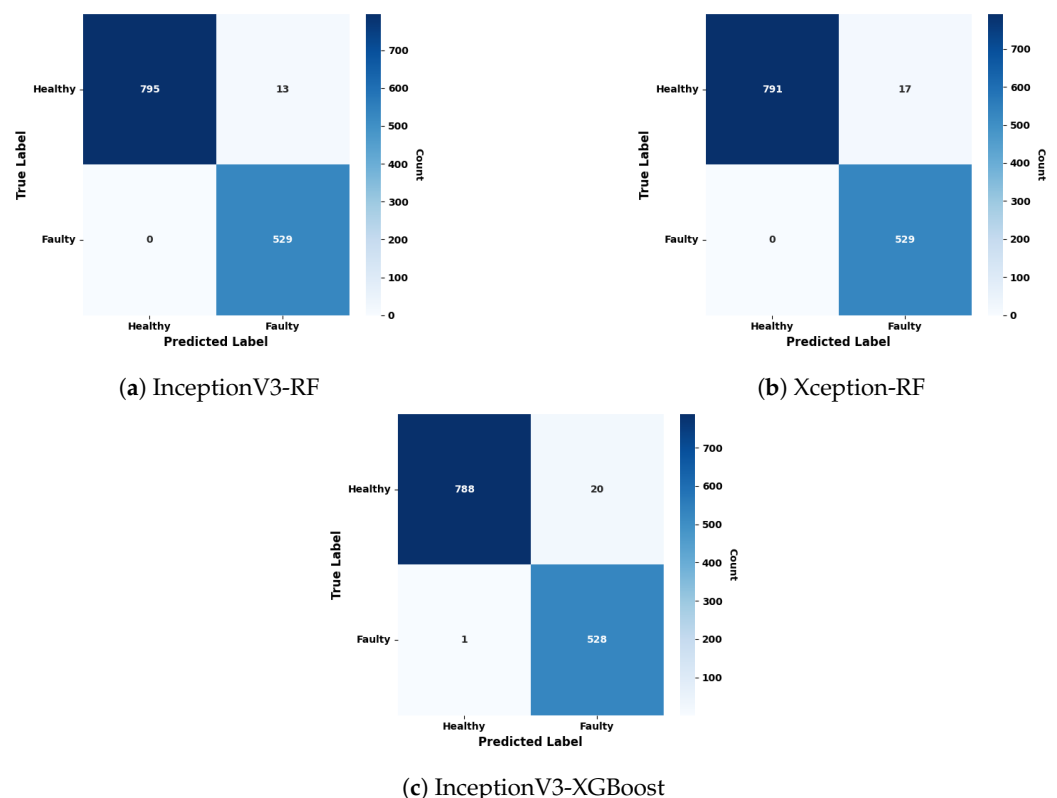 Healthy
Faulty
True Label
795
13
0
529
Healthy
Faulty
Predicted Label
700
600
500
400
300
200
100
0
Count
(a) InceptionV3-RF
Healthy
Faulty
True Label
791
17
0
529
Healthy
Faulty
Predicted Label
700
600
500
400
300
200
100
0
Count
(b) Xception-RF
Healthy
Faulty
True Label
788
20
1
528
Healthy
Faulty
Predicted Label
700
600
500
400
300
200
100
Count
(c) InceptionV3-XGBoost